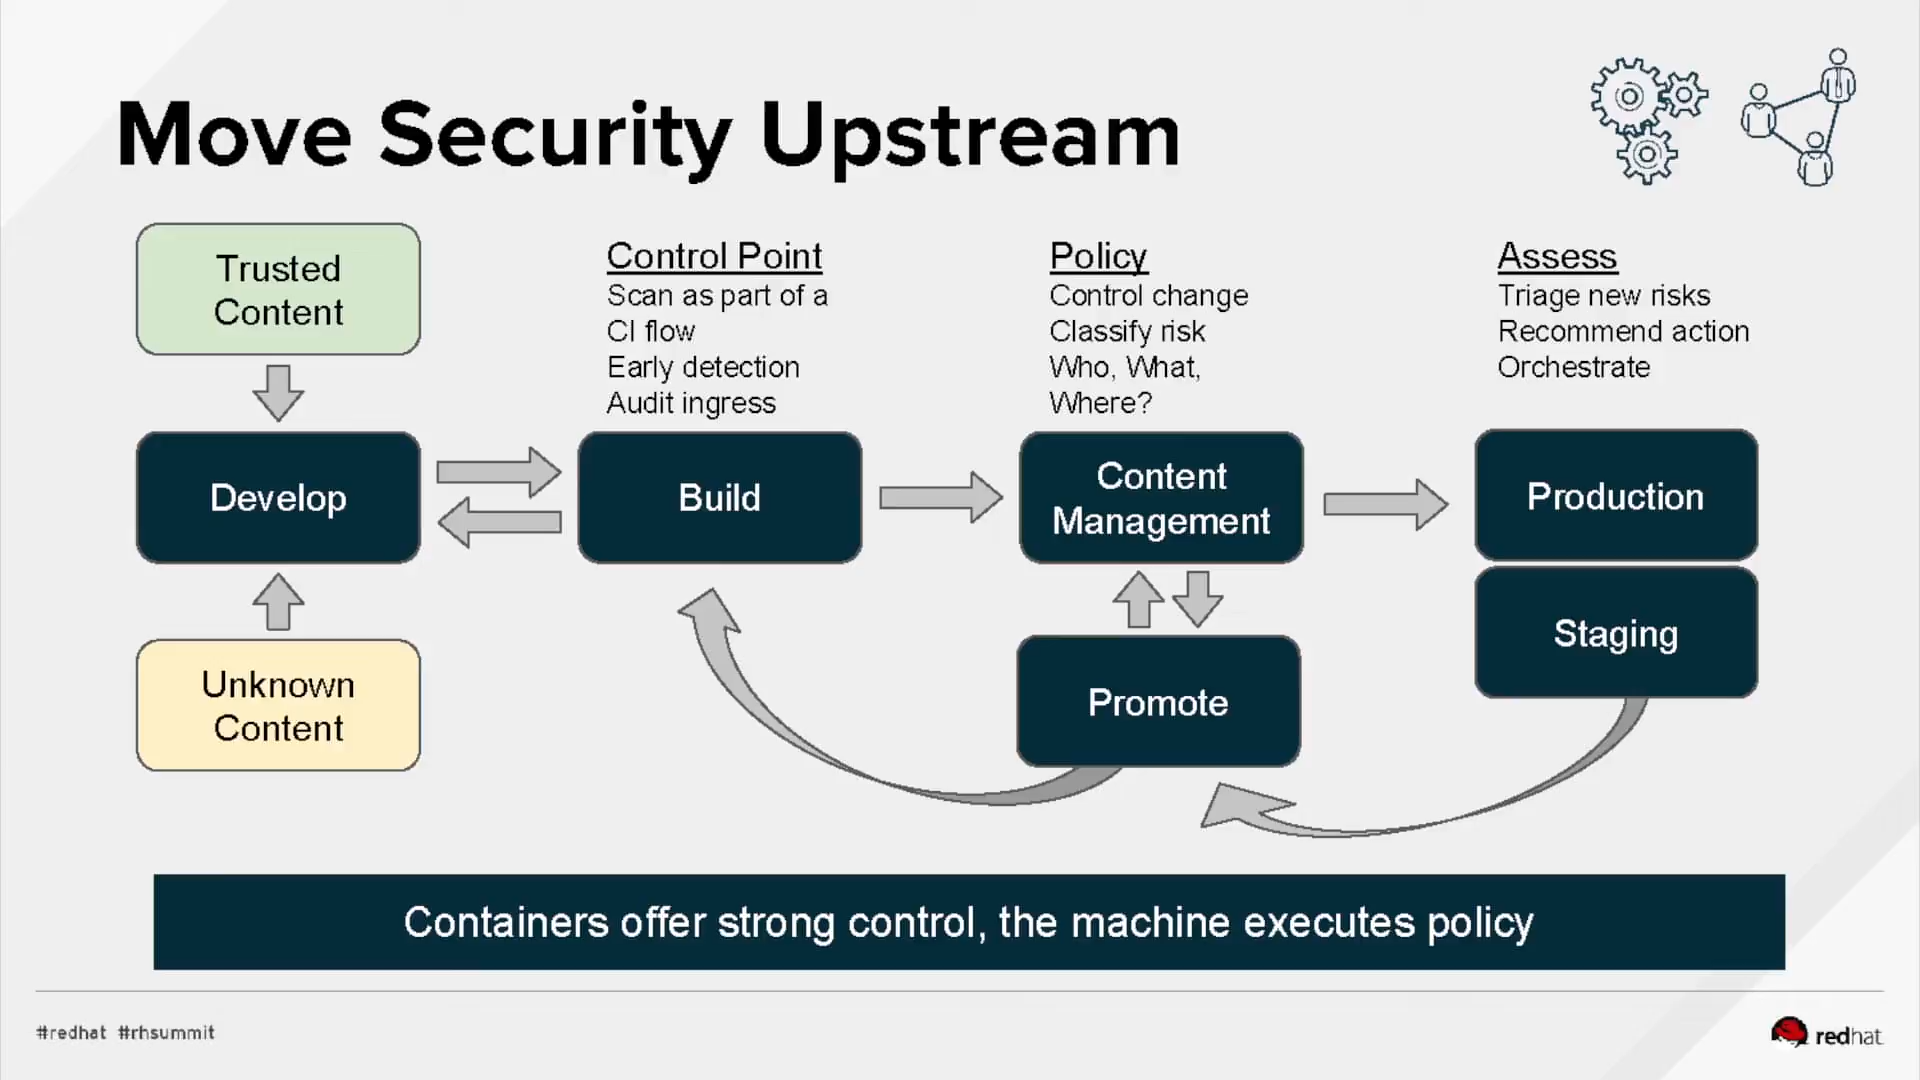 Move Security Upstream
Trusted
Content
Control Point
Scan as part of a
CI flow
Early detection
Audit ingress
Policy
Control change
Classify risk
Who, What,
Where?
Assess
Triage new risks
Recommend action
Orchestrate
Develop
Build
Content
Management
Production
Staging
Unknown
Content
Promote
Containers offer strong control, the machine executes policy
#redhat #rhsummit
redhat